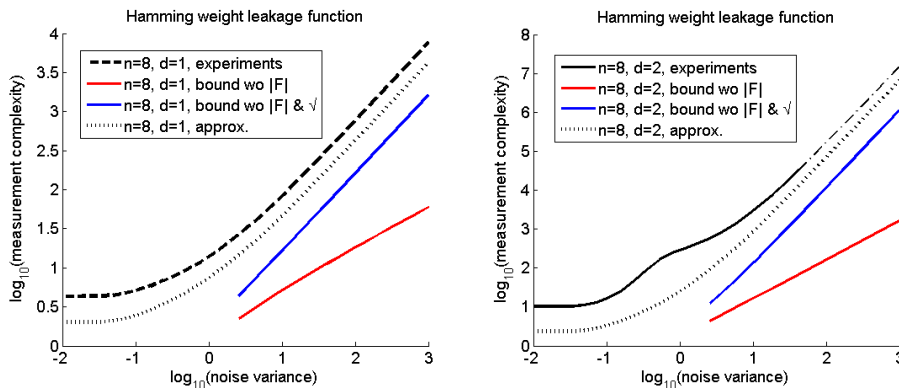 Hamming weight leakage function
4
3.5
3
2.5
2
1.5
1
0.5
0
-2
-1
0
1
2
3
log10(measurement complexity)
log10(noise variance)
n=8, d=1, experiments
n=8, d=1, bound wo |F|
n=8, d=1, bound wo |F| & √
n=8, d=1, approx.
Hamming weight leakage function
8
7
6
5
4
3
2
1
0
-2
-1
0
1
2
3
log10(measurement complexity)
log10(noise variance)
n=8, d=2, experiments
n=8, d=2, bound wo |F|
n=8, d=2, bound wo |F| & √
n=8, d=2, approx.